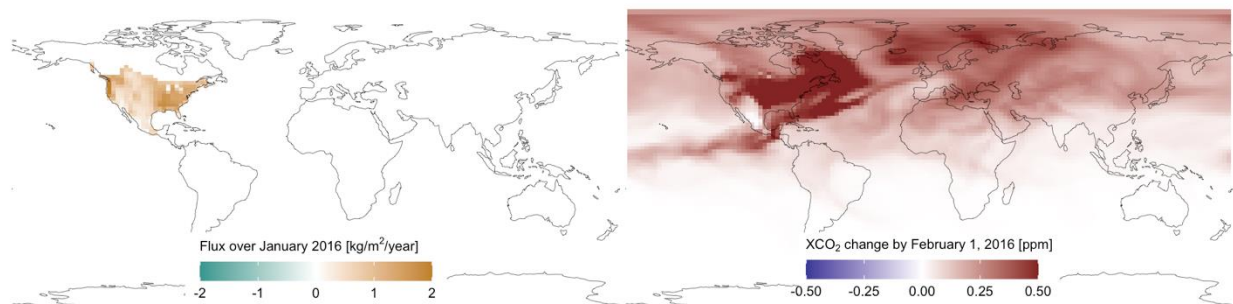 Flux over January 2016 [kg/m²/year]
-2 -1 0 1 2
XCO₂ change by February 1, 2016 [ppm]
-0.50 -0.25 0.00 0.25 0.50